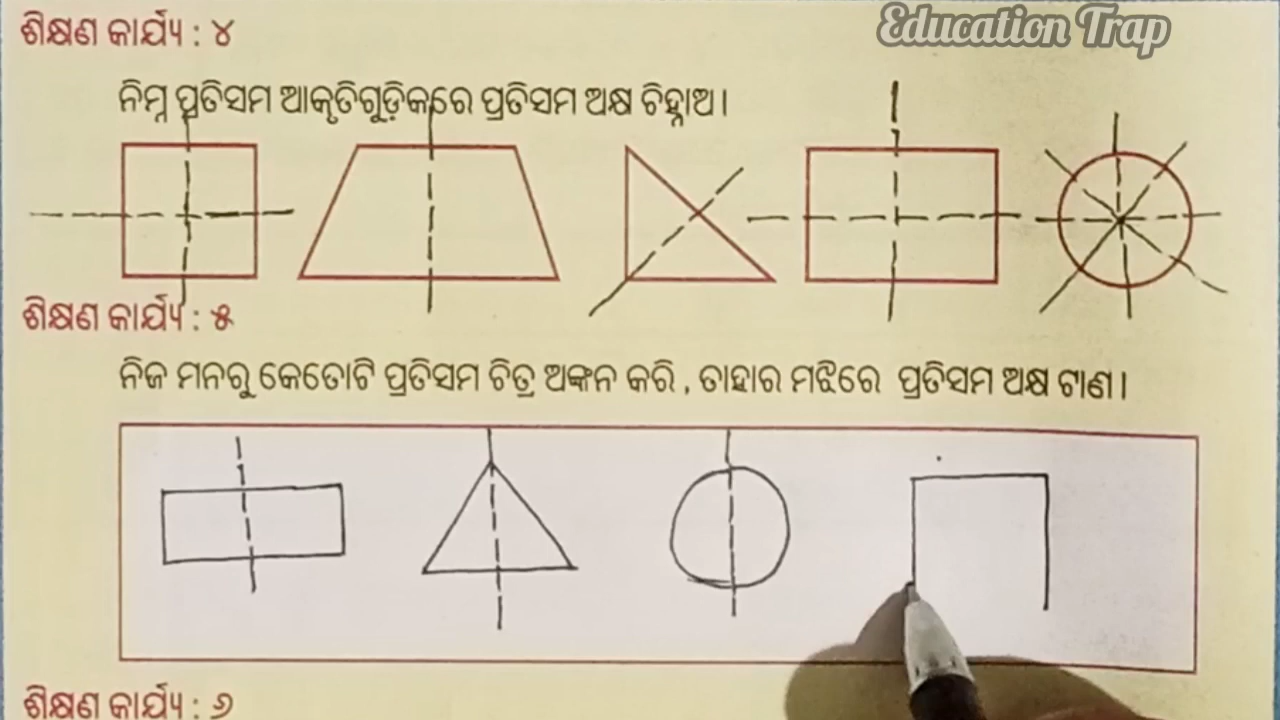 ଶିକ୍ଷଣ କାର୍ଯ୍ୟ : ୪
Education Trap
ନିମ୍ନ ପ୍ରତିସମ ଆକୃତିଗୁଡ଼ିକରେ ପ୍ରତିସମ ଅକ୍ଷ ଚିହ୍ନାଅ।
ଶିକ୍ଷଣ କାର୍ଯ୍ୟ : ୫
ନିଜ ମନରୁ କେତୋଟି ପ୍ରତିସମ ଚିତ୍ର ଅଙ୍କନ କରି , ତାହାର ମଝିରେ ପ୍ରତିସମ ଅକ୍ଷ ଟାଣ।
ଶିକ୍ଷଣ କାର୍ଯ୍ୟ : ୬